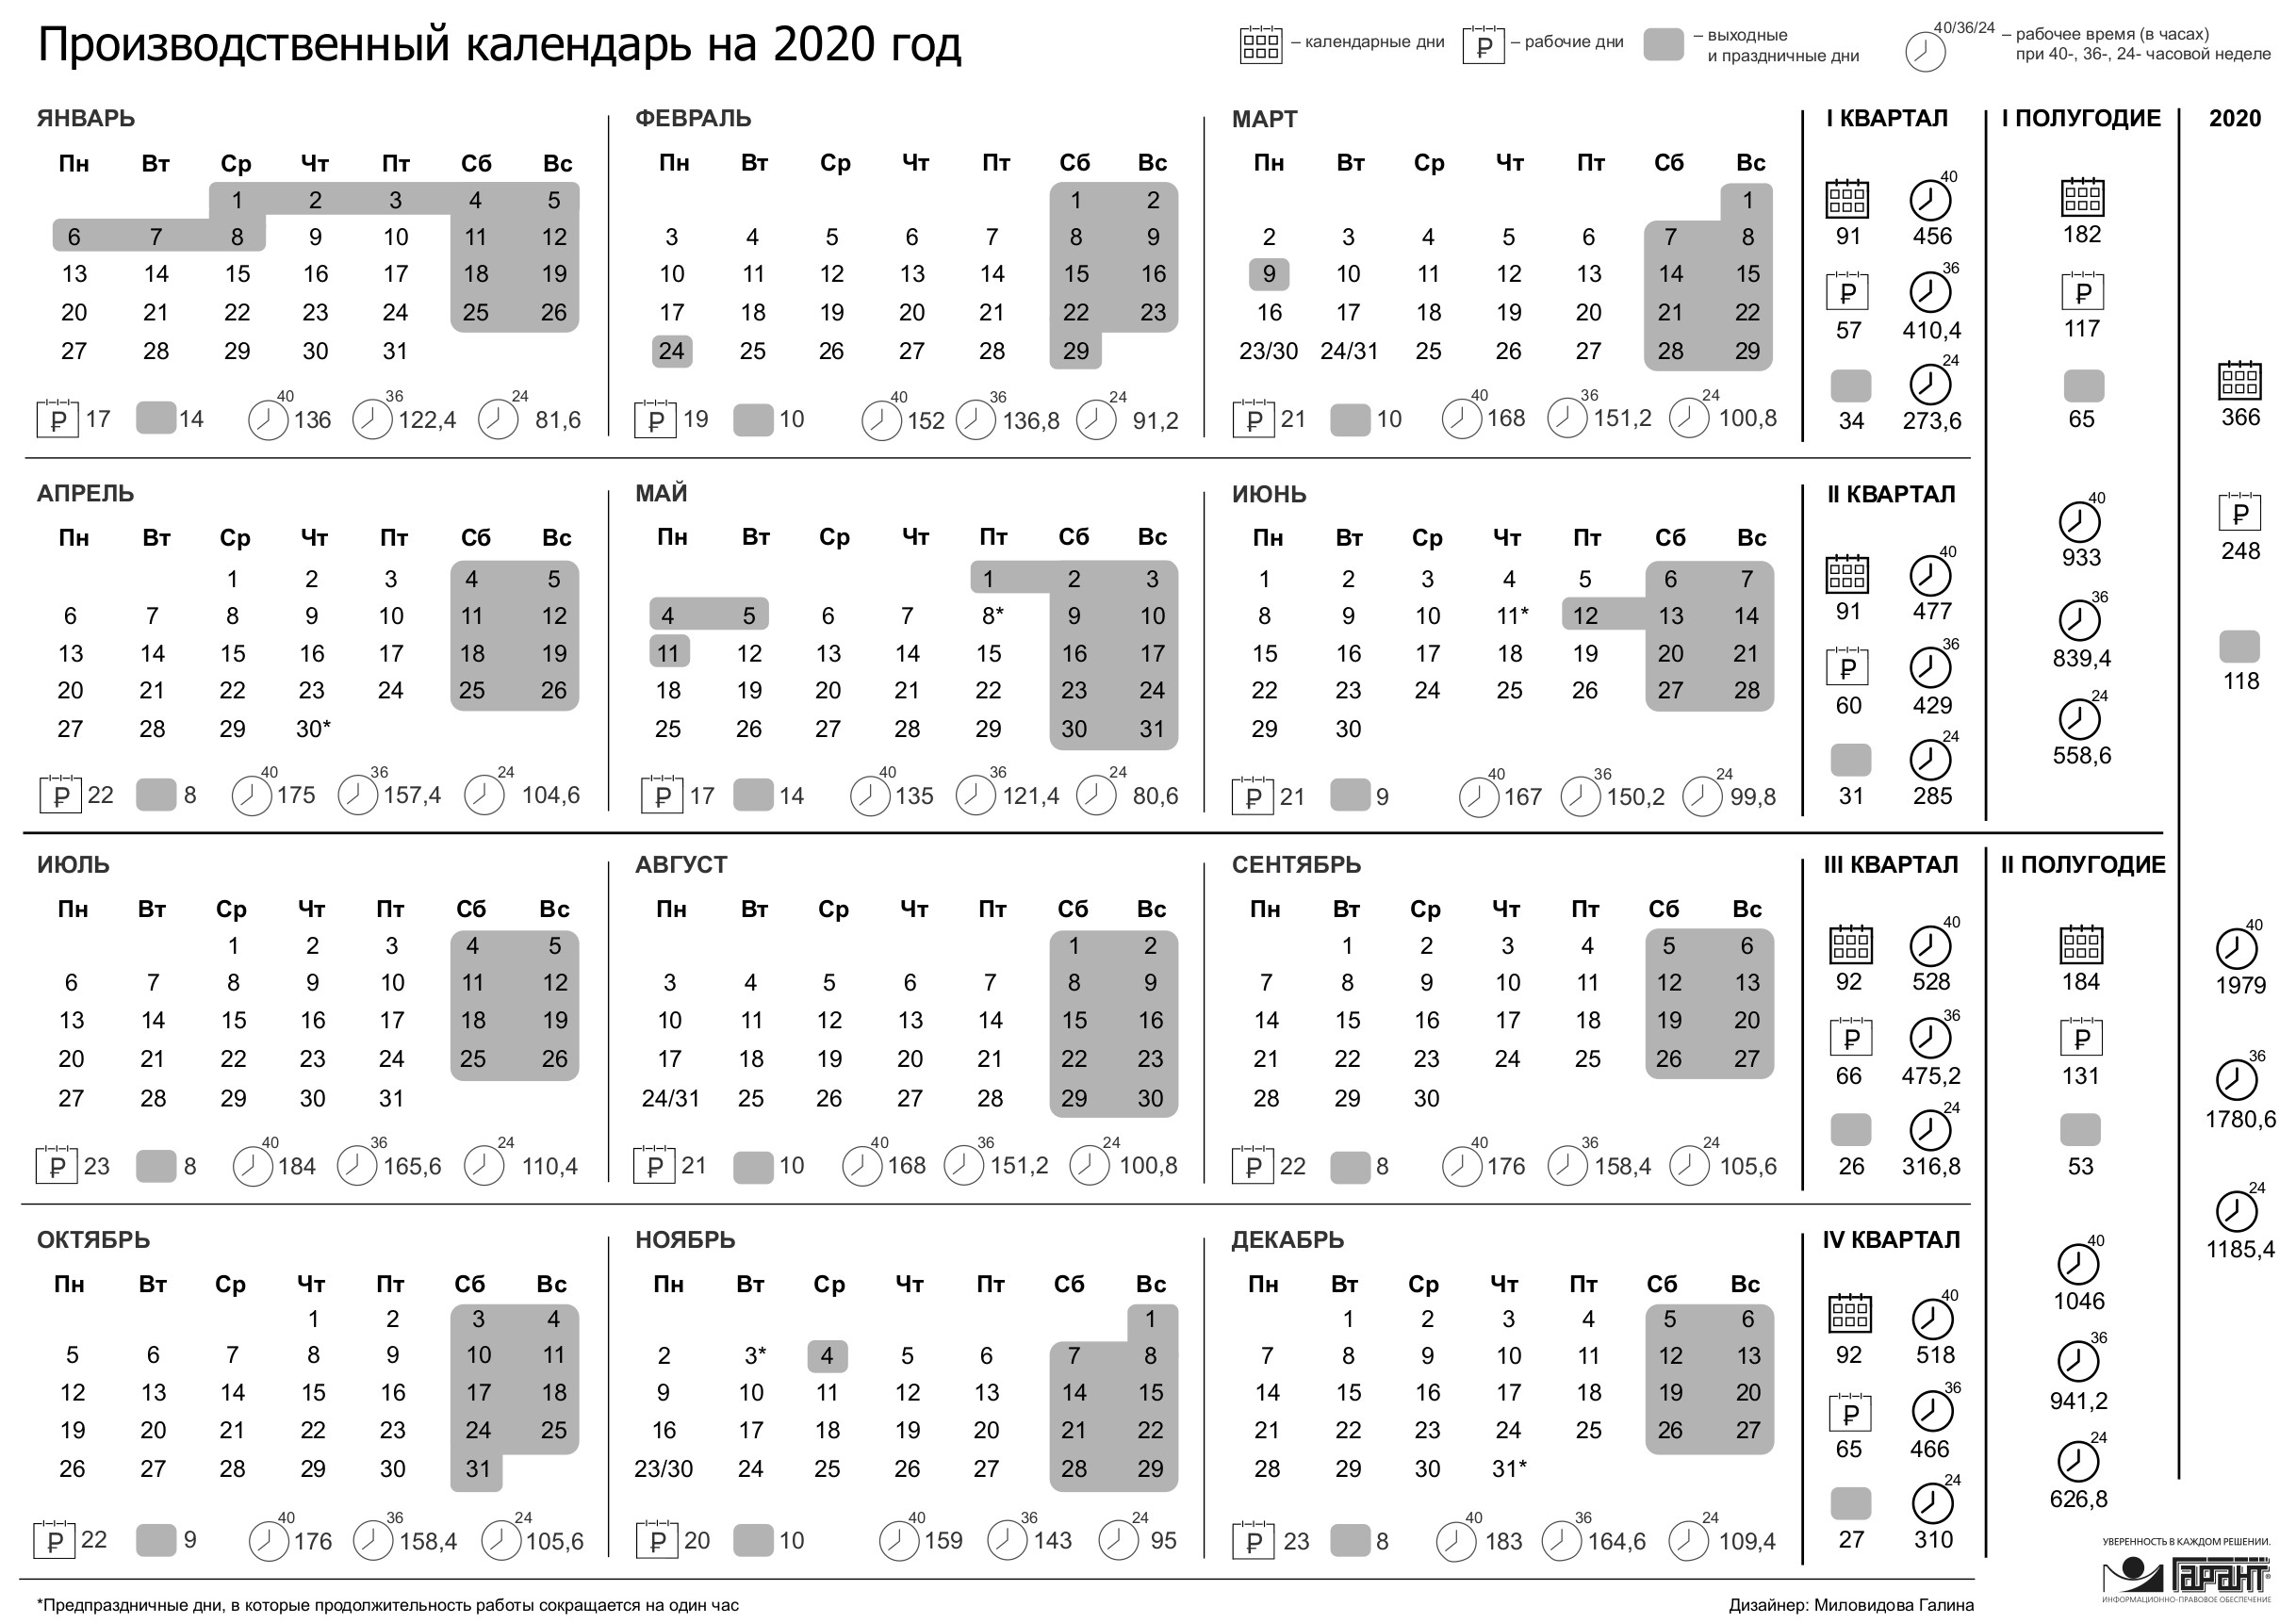 Производственный календарь на 2020 год
– календарные дни
₽ – рабочие дни
– выходные
и праздничные дни
40/36/24 – рабочее время (в часах)
при 40-, 36-, 24- часовой неделе
ЯНВАРЬ
Пн Вт Ср Чт Пт Сб Вс
1 2 3 4 5
6 7 8 9 10 11 12
13 14 15 16 17 18 19
20 21 22 23 24 25 26
27 28 29 30 31
₽ 17 14 40 136 36 122,4 24 81,6
ФЕВРАЛЬ
Пн Вт Ср Чт Пт Сб Вс
1 2
3 4 5 6 7 8 9
10 11 12 13 14 15 16
17 18 19 20 21 22 23
24 25 26 27 28 29
₽ 19 10 40 152 36 136,8 24 91,2
МАРТ
Пн Вт Ср Чт Пт Сб Вс
1
2 3 4 5 6 7 8
9 10 11 12 13 14 15
16 17 18 19 20 21 22
23/30 24/31 25 26 27 28 29
₽ 21 10 40 168 36 151,2 24 100,8
I КВАРТАЛ
40
91 456
₽ 36
57 410,4
24
34 273,6
АПРЕЛЬ
Пн Вт Ср Чт Пт Сб Вс
1 2 3 4 5
6 7 8 9 10 11 12
13 14 15 16 17 18 19
20 21 22 23 24 25 26
27 28 29 30*
₽ 22 8 40 175 36 157,4 24 104,6
МАЙ
Пн Вт Ср Чт Пт Сб Вс
1 2 3
4 5 6 7 8* 9 10
11 12 13 14 15 16 17
18 19 20 21 22 23 24
25 26 27 28 29 30 31
₽ 17 14 40 135 36 121,4 24 80,6
ИЮНЬ
Пн Вт Ср Чт Пт Сб Вс
1 2 3 4 5 6 7
8 9 10 11* 12 13 14
15 16 17 18 19 20 21
22 23 24 25 26 27 28
29 30
₽ 21 9 40 167 36 150,2 24 99,8
II КВАРТАЛ
40
91 477
₽ 36
60 429
24
31 285
I ПОЛУГОДИЕ
182
₽
117
65
40
933
36
839,4
24
558,6
ИЮЛЬ
Пн Вт Ср Чт Пт Сб Вс
1 2 3 4 5
6 7 8 9 10 11 12
13 14 15 16 17 18 19
20 21 22 23 24 25 26
27 28 29 30 31
₽ 23 8 40 184 36 165,6 24 110,4
АВГУСТ
Пн Вт Ср Чт Пт Сб Вс
1 2
3 4 5 6 7 8 9
10 11 12 13 14 15 16
17 18 19 20 21 22 23
24/31 25 26 27 28 29 30
₽ 21 10 40 168 36 151,2 24 100,8
СЕНТЯБРЬ
Пн Вт Ср Чт Пт Сб Вс
1 2 3 4 5 6
7 8 9 10 11 12 13
14 15 16 17 18 19 20
21 22 23 24 25 26 27
28 29 30
₽ 22 8 40 176 36 158,4 24 105,6
III КВАРТАЛ
40
92 528
₽ 36
66 475,2
24
26 316,8
ОКТЯБРЬ
Пн Вт Ср Чт Пт Сб Вс
1 2 3 4
5 6 7 8 9 10 11
12 13 14 15 16 17 18
19 20 21 22 23 24 25
26 27 28 29 30 31
₽ 22 9 40 176 36 158,4 24 105,6
НОЯБРЬ
Пн Вт Ср Чт Пт Сб Вс
1
2 3* 4 5 6 7 8
9 10 11 12 13 14 15
16 17 18 19 20 21 22
23/30 24 25 26 27 28 29
₽ 20 10 40 159 36 143 24 95
ДЕКАБРЬ
Пн Вт Ср Чт Пт Сб Вс
1 2 3 4 5 6
7 8 9 10 11 12 13
14 15 16 17 18 19 20
21 22 23 24 25 26 27
28 29 30 31*
₽ 23 8 40 183 36 164,6 24 109,4
IV КВАРТАЛ
40
92 518
₽ 36
65 466
24
27 310
II ПОЛУГОДИЕ
184
₽
131
53
40
1046
36
941,2
24
626,8
2020
366
₽
248
118
40
1979
36
1780,6
24
1185,4
*Предпраздничные дни, в которые продолжительность работы сокращается на один час
Дизайнер: Миловидова Галина
УВЕРЕННОСТЬ В КАЖДОМ РЕШЕНИИ.
ГАРАНТ®
ИНФОРМАЦИОННО-ПРАВОВОЕ ОБЕСПЕЧЕНИЕ